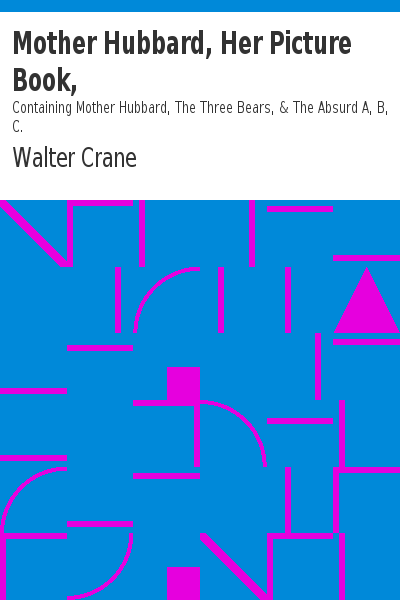 Mother Hubbard, Her Picture
Book,
Containing Mother Hubbard, The Three Bears, & The Absurd A, B,
C.
Walter Crane